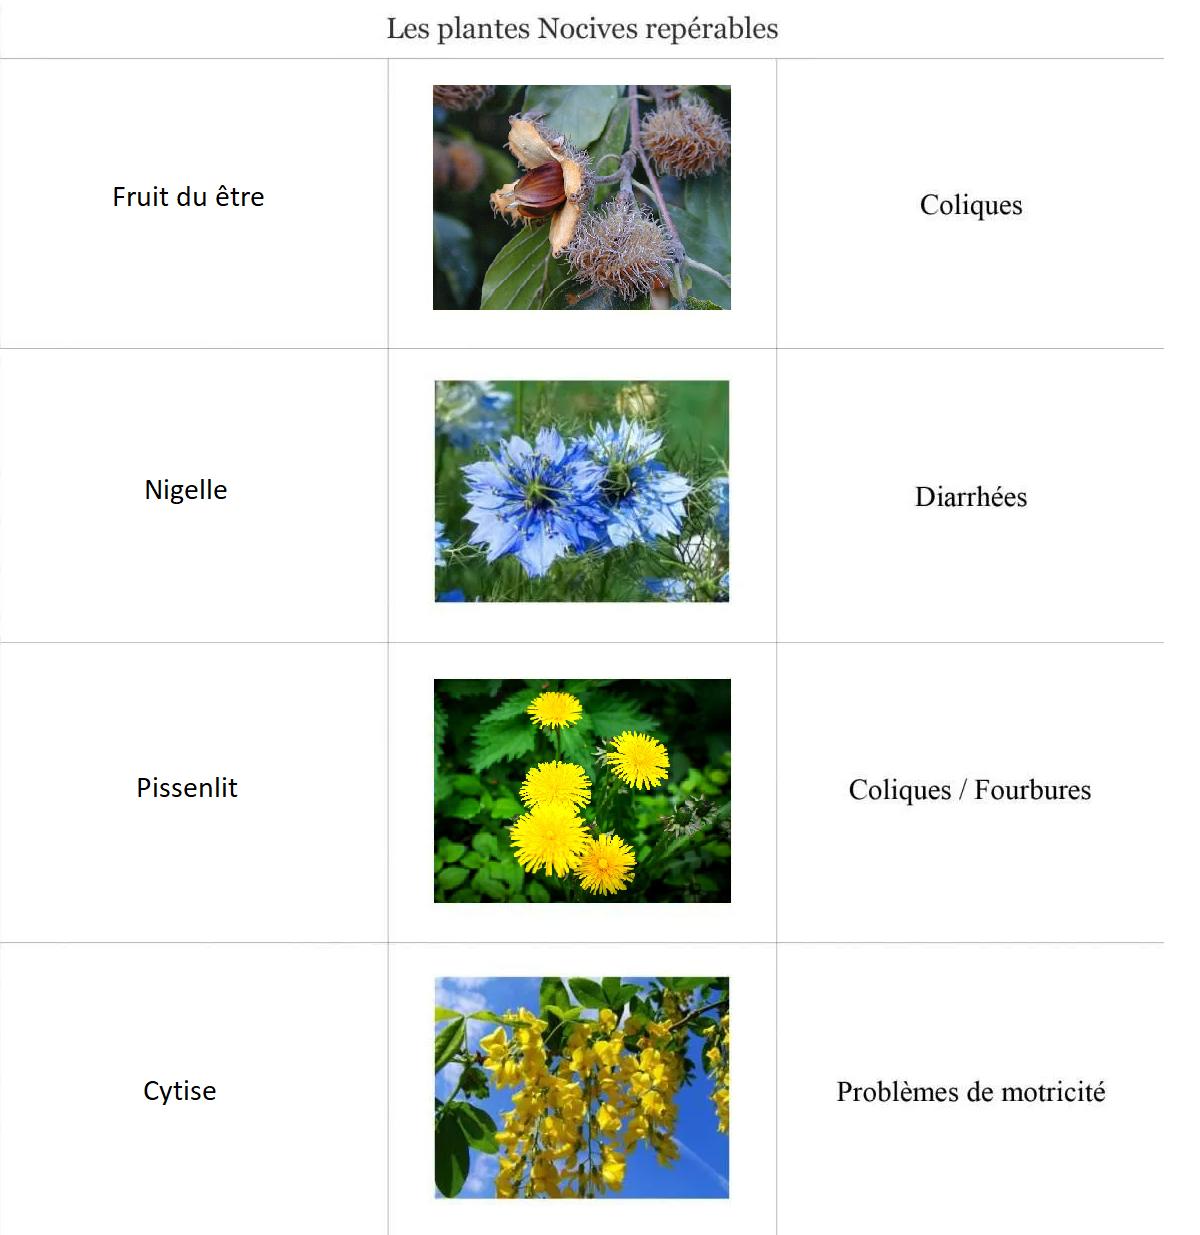 Les plantes Nocives repérables
Fruit du être
Coliques
Nigelle
Diarrhées
Pissenlit
Coliques / Fourbures
Cytise
Problèmes de motricité